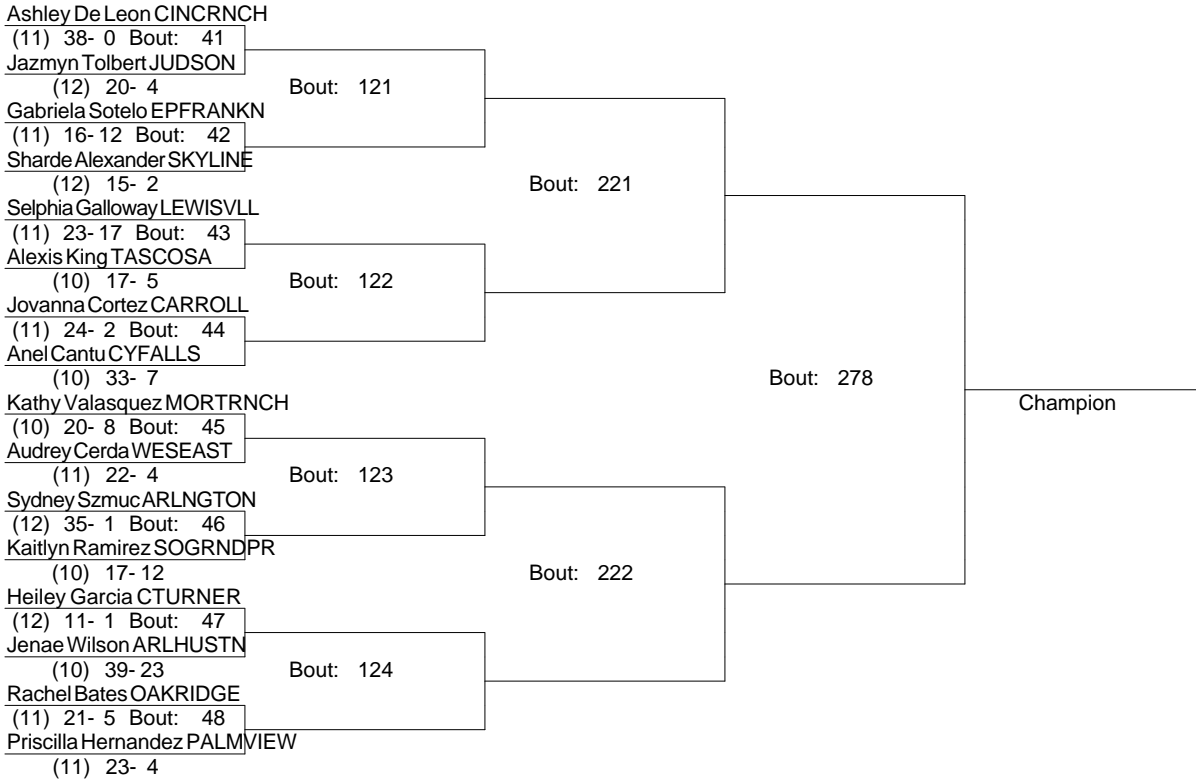 Ashley De Leon CINCRNCH
(11) 38- 0 Bout: 41
Jazmyn Tolbert JUDSON
(12) 20- 4
Bout: 121
Gabriela Sotelo EPFRANKN
(11) 16- 12 Bout: 42
Sharde Alexander SKYLINE
(12) 15- 2
Bout: 221
Selphia Galloway LEWISVLL
(11) 23- 17 Bout: 43
Alexis King TASCOSA
(10) 17- 5
Bout: 122
Jovanna Cortez CARROLL
(11) 24- 2 Bout: 44
Anel Cantu CYFALLS
(10) 33- 7
Bout: 278
Kathy Valasquez MORTRNCH
Champion
(10) 20- 8 Bout: 45
Audrey Cerda WESEAST
(11) 22- 4
Bout: 123
Sydney Szmuc ARLNGTON
(12) 35- 1 Bout: 46
Kaitlyn Ramirez SOGRNDPR
(10) 17- 12
Bout: 222
Heiley Garcia CTURNER
(12) 11- 1 Bout: 47
Jenae Wilson ARLHUSTN
(10) 39- 23
Bout: 124
Rachel Bates OAKRIDGE
(11) 21- 5 Bout: 48
Priscilla Hernandez PALMVIEW
(11) 23- 4